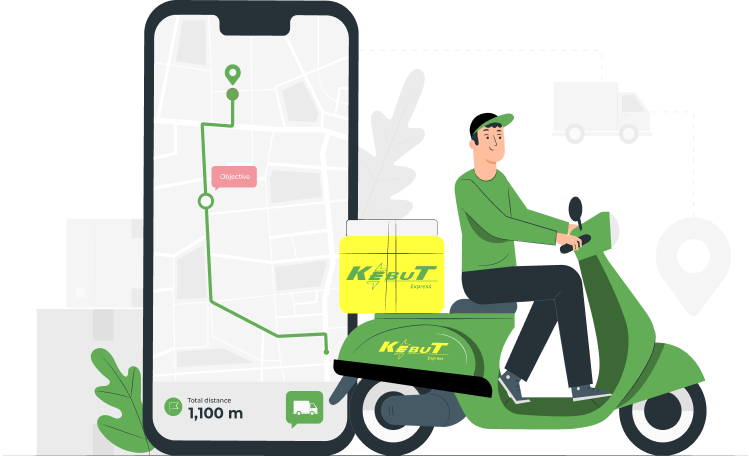 Objective
KEBUT
Express
KEBUT
Express
Total distance
1,100 m